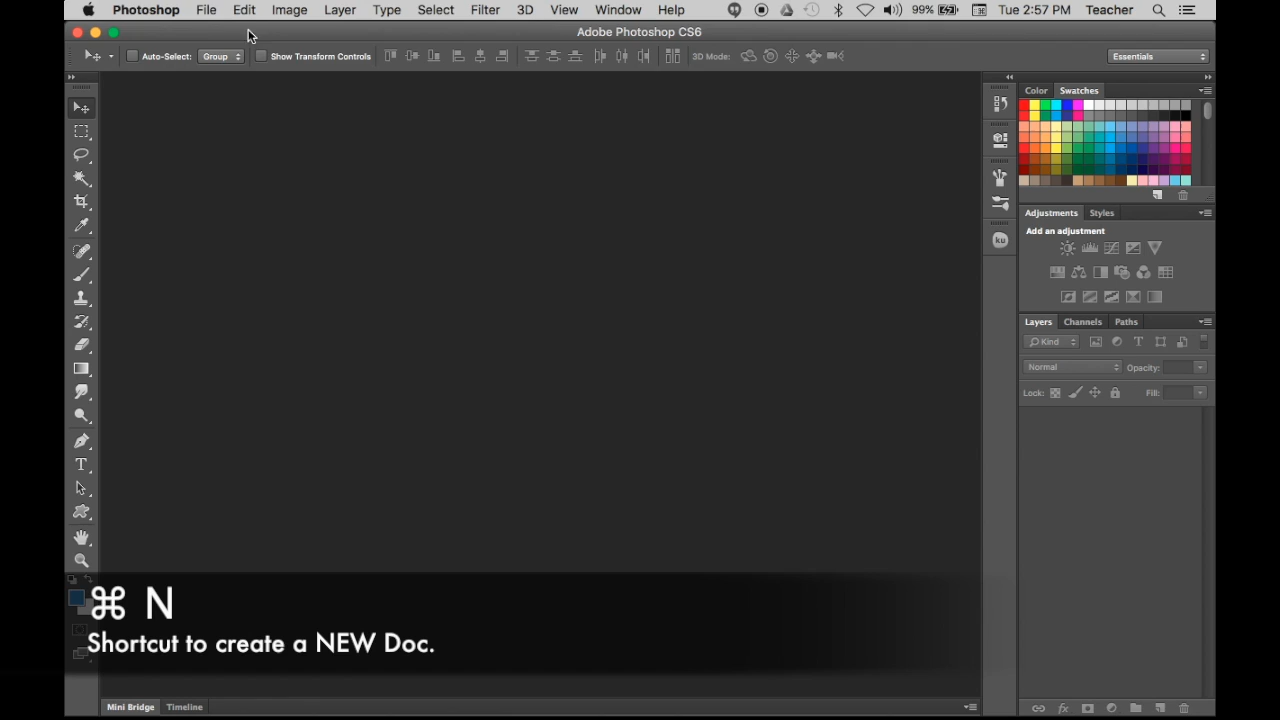 Photoshop File Edit Image Layer Type Select Filter 3D View Window Help 99% Tue 2:57 PM Teacher
Adobe Photoshop CS6
Auto-Select: Group Show Transform Controls 3D Mode: Essentials
Color Swatches
Adjustments Styles
Add an adjustment
Layers Channels Paths
Kind
Normal Opacity:
Lock: Fill:
ku
⌘ N
Shortcut to create a NEW Doc.
Mini Bridge Timeline